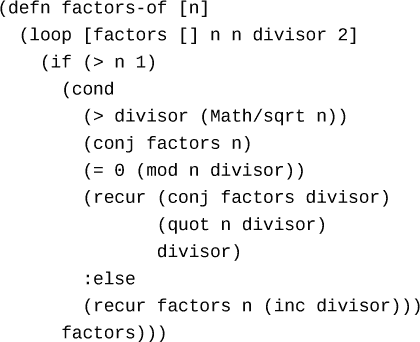 (defn factors-of [n]
  (loop [factors [] n n divisor 2]
    (if (> n 1)
      (cond
        (> divisor (Math/sqrt n))
        (conj factors n)
        (= 0 (mod n divisor))
        (recur (conj factors divisor)
               (quot n divisor)
               divisor)
        :else
        (recur factors n (inc divisor)))
      factors)))